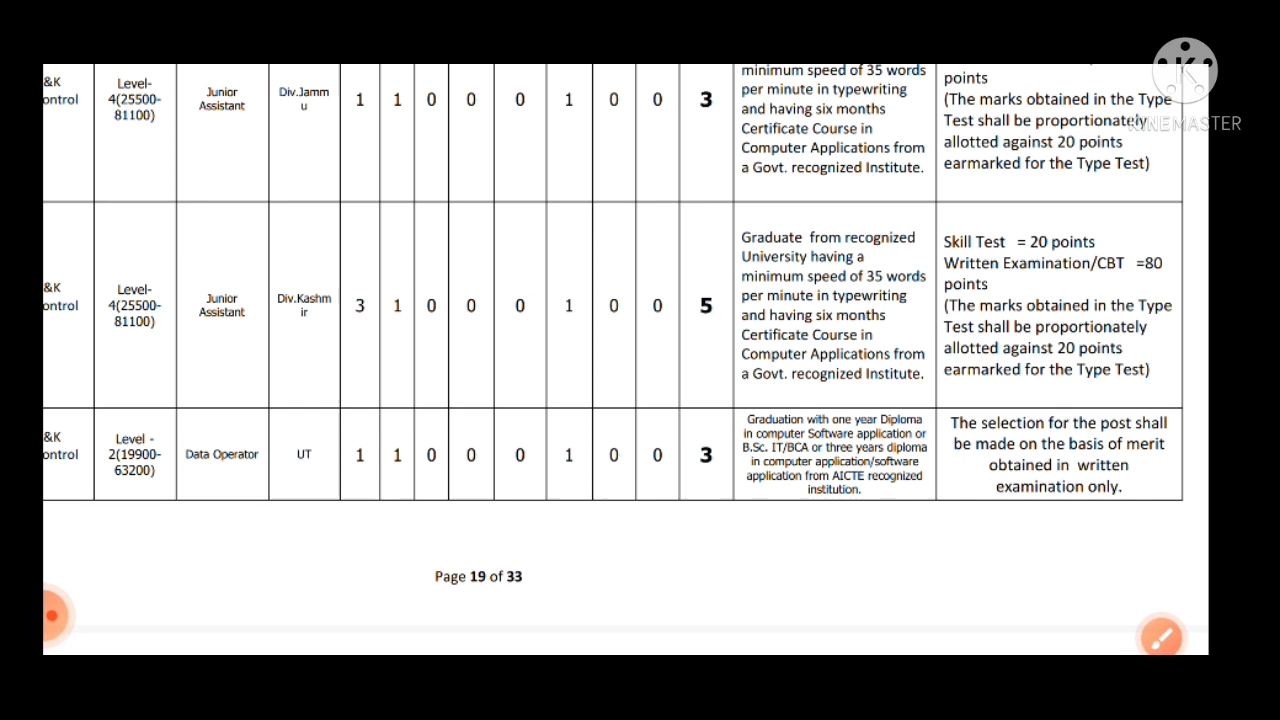 &K
ontrol
Level-
4(25500-
81100)
Junior
Assistant
Div.Jamm
u
1 1 0 0 0 1 0 0 3
minimum speed of 35 words
per minute in typewriting
and having six months
Certificate Course in
Computer Applications from
a Govt. recognized Institute.
points
(The marks obtained in the Type
Test shall be proportionately
allotted against 20 points
earmarked for the Type Test)
K
KINEMASTER
&K
ontrol
Level-
4(25500-
81100)
Junior
Assistant
Div.Kashm
ir
3 1 0 0 0 1 0 0 5
Graduate from recognized
University having a
minimum speed of 35 words
per minute in typewriting
and having six months
Certificate Course in
Computer Applications from
a Govt. recognized Institute.
Skill Test = 20 points
Written Examination/CBT =80
points
(The marks obtained in the Type
Test shall be proportionately
allotted against 20 points
earmarked for the Type Test)
&K
ontrol
Level -
2(19900-
63200)
Data Operator
UT
1 1 0 0 0 1 0 0 3
Graduation with one year Diploma
in computer Software application or
B.Sc. IT/BCA or three years diploma
in computer application/software
application from AICTE recognized
institution.
The selection for the post shall
be made on the basis of merit
obtained in written
examination only.
Page 19 of 33